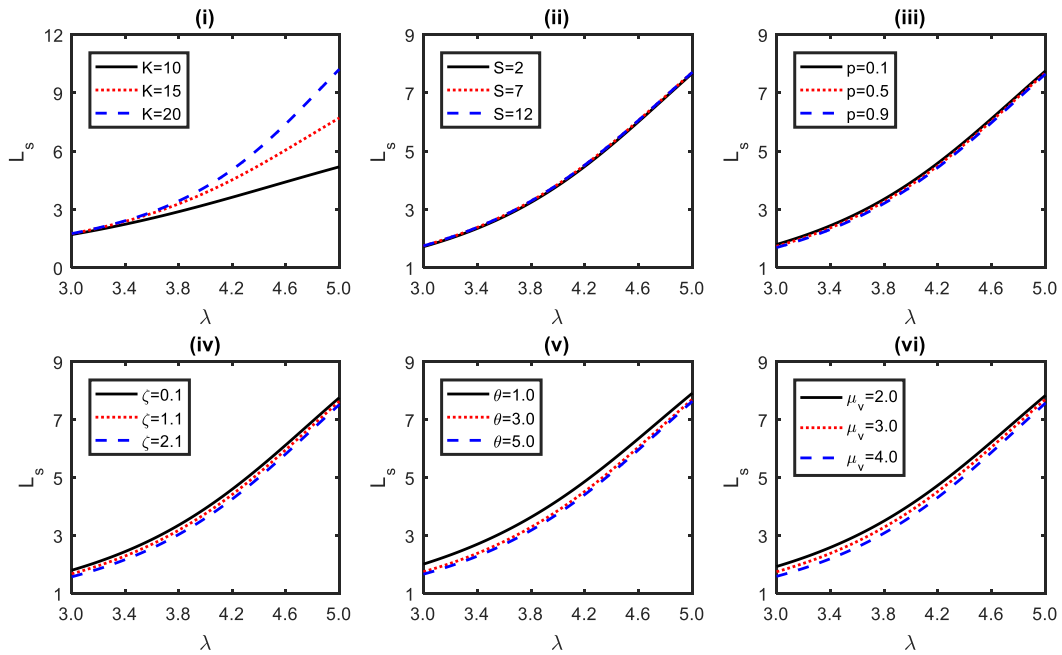 (i)
12
9
6
3
0
3.0 3.4 3.8 4.2 4.6 5.0
L_s
λ
K=10
K=15
K=20
(ii)
9
7
5
3
1
3.0 3.4 3.8 4.2 4.6 5.0
L_s
λ
S=2
S=7
S=12
(iii)
9
7
5
3
1
3.0 3.4 3.8 4.2 4.6 5.0
L_s
λ
p=0.1
p=0.5
p=0.9
(iv)
9
7
5
3
1
3.0 3.4 3.8 4.2 4.6 5.0
L_s
λ
ζ=0.1
ζ=1.1
ζ=2.1
(v)
9
7
5
3
1
3.0 3.4 3.8 4.2 4.6 5.0
L_s
λ
θ=1.0
θ=3.0
θ=5.0
(vi)
9
7
5
3
1
3.0 3.4 3.8 4.2 4.6 5.0
L_s
λ
μ_v=2.0
μ_v=3.0
μ_v=4.0